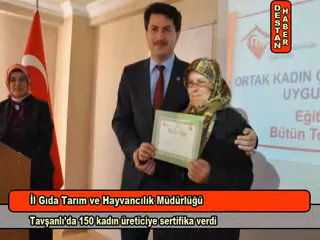 DESTAN
HABER
ORTAK KADIN
UYGU
Eğit
Bütün Te
İl Gıda Tarım ve Hayvancılık Müdürlüğü
Tavşanlı'da 150 kadın üreticiye sertifika verdi